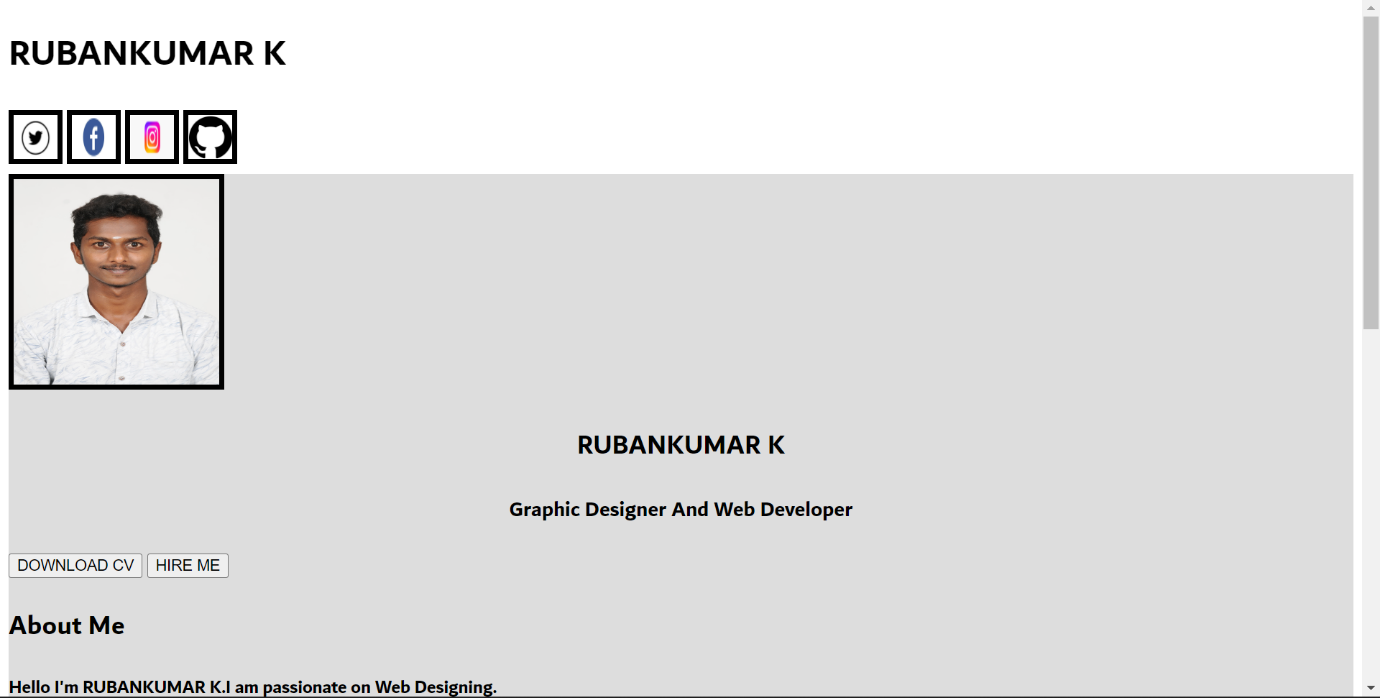 RUBANKUMAR K
RUBANKUMAR K
Graphic Designer And Web Developer
DOWNLOAD CV HIRE ME
About Me
Hello I'm RUBANKUMAR K.I am passionate on Web Designing.